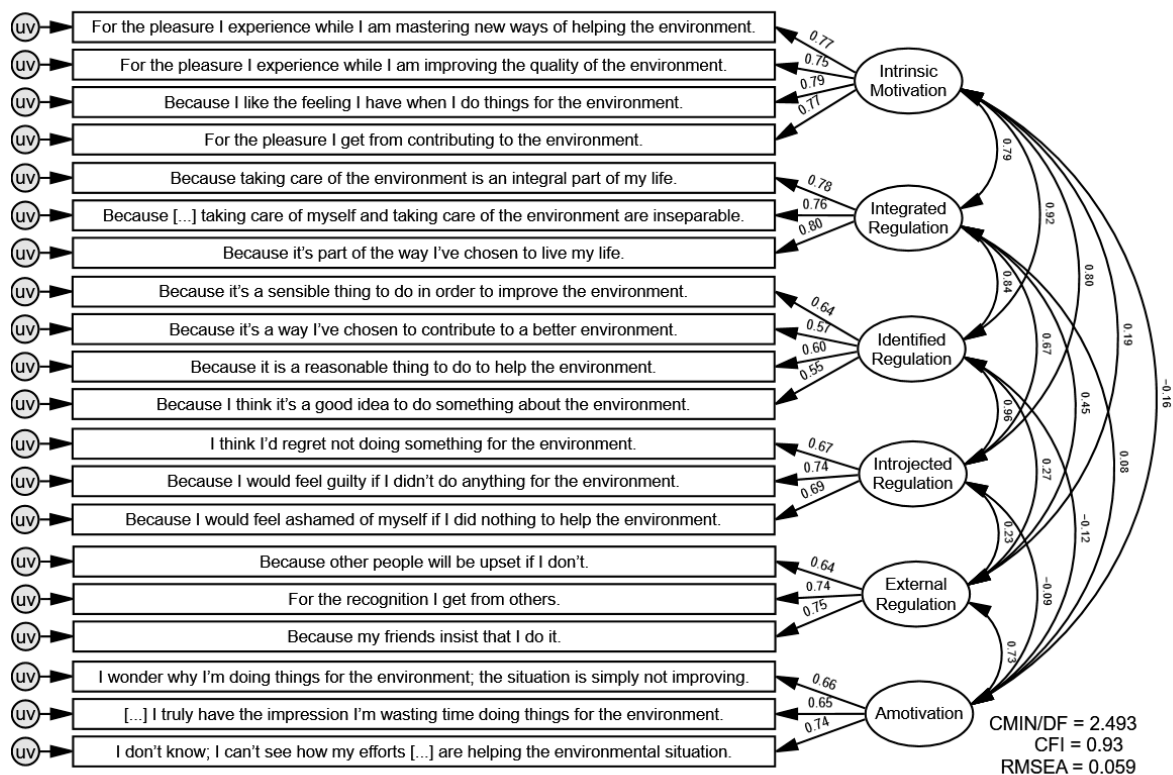 uv For the pleasure I experience while I am mastering new ways of helping the environment. 0.77
uv For the pleasure I experience while I am improving the quality of the environment. 0.75
uv Because I like the feeling I have when I do things for the environment. 0.79
uv For the pleasure I get from contributing to the environment. 0.77
Intrinsic
Motivation
uv Because taking care of the environment is an integral part of my life. 0.78
uv Because [...] taking care of myself and taking care of the environment are inseparable. 0.76
uv Because it’s part of the way I’ve chosen to live my life. 0.80
Integrated
Regulation
uv Because it’s a sensible thing to do in order to improve the environment. 0.64
uv Because it’s a way I’ve chosen to contribute to a better environment. 0.57
uv Because it is a reasonable thing to do to help the environment. 0.60
uv Because I think it’s a good idea to do something about the environment. 0.55
Identified
Regulation
uv I think I’d regret not doing something for the environment. 0.67
uv Because I would feel guilty if I didn’t do anything for the environment. 0.74
uv Because I would feel ashamed of myself if I did nothing to help the environment. 0.69
Introjected
Regulation
uv Because other people will be upset if I don’t. 0.64
uv For the recognition I get from others. 0.74
uv Because my friends insist that I do it. 0.75
External
Regulation
uv I wonder why I’m doing things for the environment; the situation is simply not improving. 0.66
uv [...] I truly have the impression I’m wasting time doing things for the environment. 0.65
uv I don’t know; I can’t see how my efforts [...] are helping the environmental situation. 0.74
Amotivation
0.79
0.92
0.84
0.80
0.67
0.19
0.96
0.45
−0.16
0.27
0.08
0.23
−0.12
−0.09
0.73
CMIN/DF = 2.493
CFI = 0.93
RMSEA = 0.059